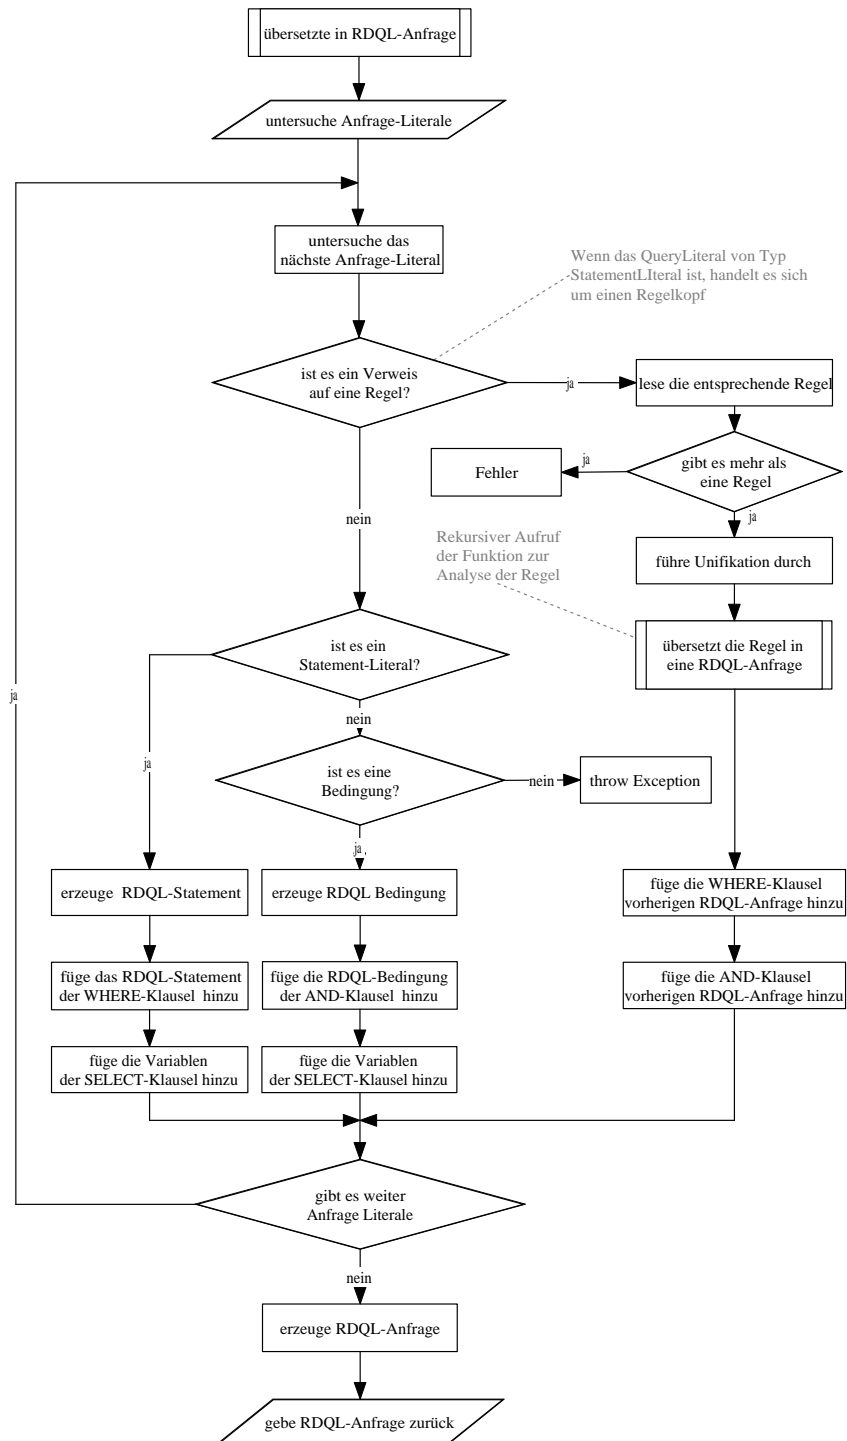 übersetzte in RDQL-Anfrage
untersuche Anfrage-Literale
untersuche das
nächste Anfrage-Literal
Wenn das QueryLiteral von Typ
StatementLIteral ist, handelt es sich
um einen Regelkopf
ist es ein Verweis
auf eine Regel?
ja
lese die entsprechende Regel
gibt es mehr als
eine Regel
ja
Fehler
ja
nein
führe Unifikation durch
Rekursiver Aufruf
der Funktion zur
Analyse der Regel
übersetzt die Regel in
eine RDQL-Anfrage
ist es ein
Statement-Literal?
ja
nein
ja
ist es eine
Bedingung?
nein
throw Exception
ja
erzeuge  RDQL-Statement
erzeuge RDQL Bedingung
füge die WHERE-Klausel
vorherigen RDQL-Anfrage hinzu
füge das RDQL-Statement
der WHERE-Klausel  hinzu
füge die RDQL-Bedingung
der AND-Klausel  hinzu
füge die AND-Klausel
vorherigen RDQL-Anfrage hinzu
füge die Variablen
der SELECT-Klausel hinzu
füge die Variablen
der SELECT-Klausel hinzu
gibt es weiter
Anfrage Literale
nein
erzeuge RDQL-Anfrage
gebe RDQL-Anfrage zurück